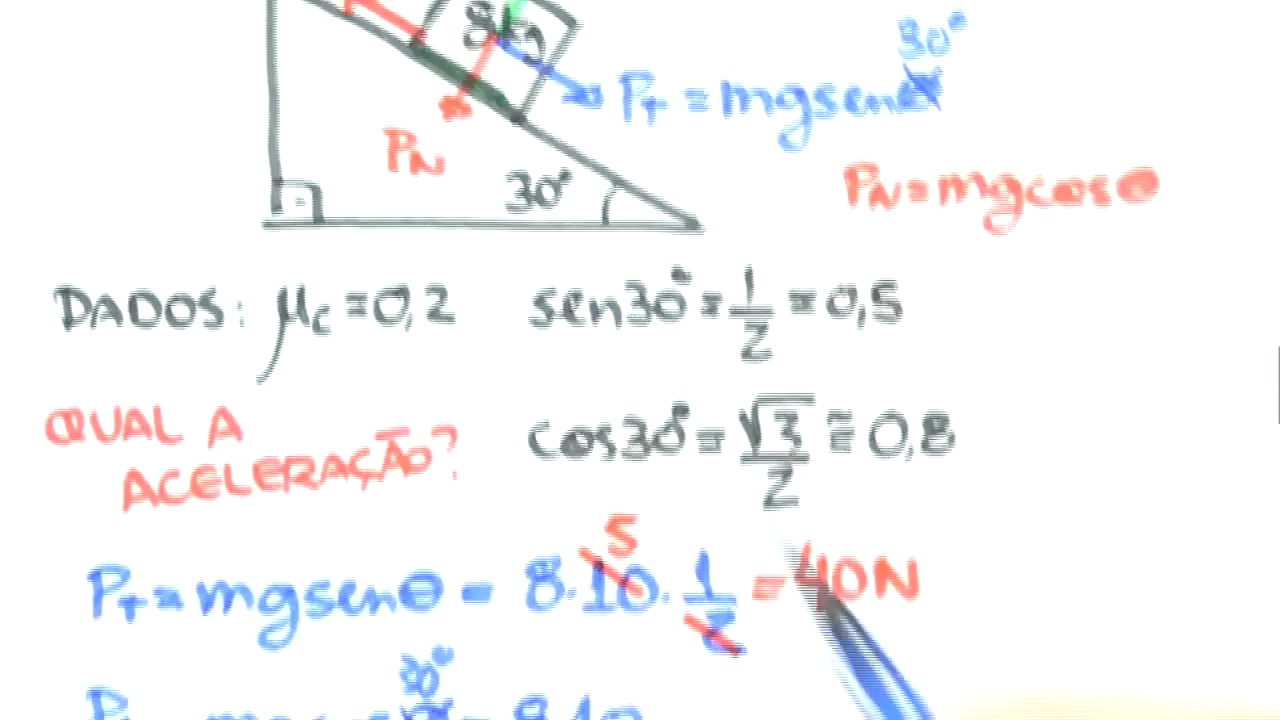 8kg
30°
P_T = mgsenθ
P_N
30°
P_N = mgcosθ
DADOS: μ_c = 0,2 sen30° = 1/2 = 0,5
QUAL A
ACELERAÇÃO?
cos30° = √3/2 ≅ 0,8
5
P_T = mgsenθ = 8.10.1/2 = 40N
30°